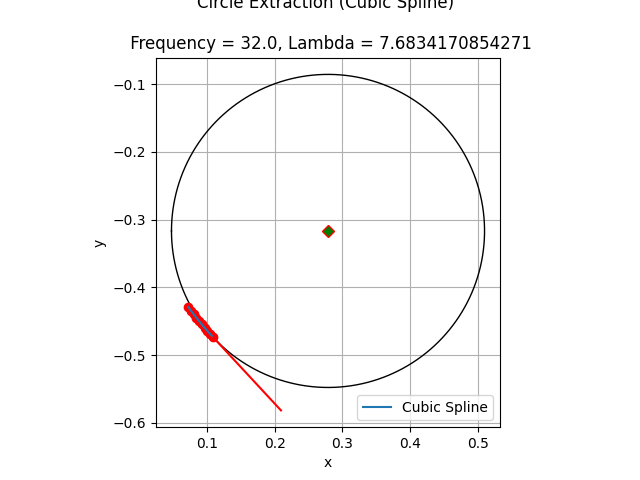 Circle Extraction (Cubic Spline)
Frequency = 32.0, Lambda = 7.6834170854271
−0.1
−0.2
−0.3
−0.4
−0.5
−0.6
y
0.1 0.2 0.3 0.4 0.5
x
Cubic Spline